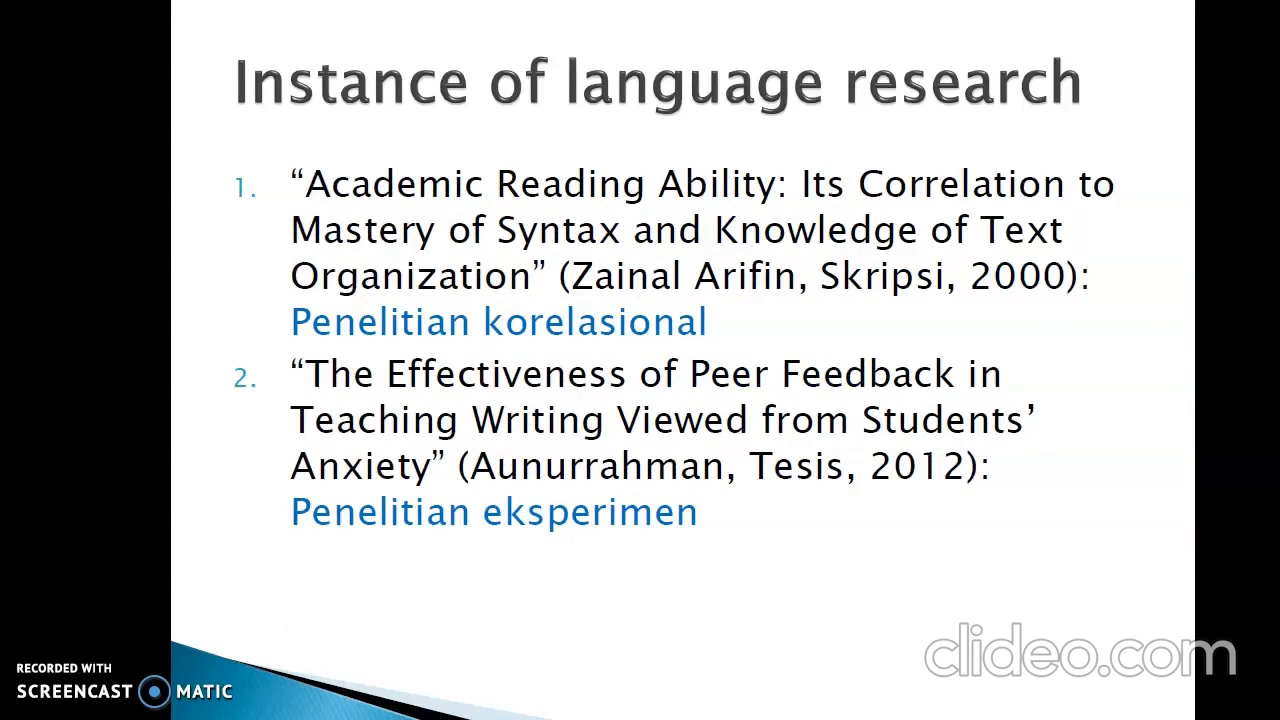 Instance of language research
1. “Academic Reading Ability: Its Correlation to
Mastery of Syntax and Knowledge of Text
Organization” (Zainal Arifin, Skripsi, 2000):
Penelitian korelasional
2. “The Effectiveness of Peer Feedback in
Teaching Writing Viewed from Students’
Anxiety” (Aunurrahman, Tesis, 2012):
Penelitian eksperimen
clideo.com
RECORDED WITH
SCREENCAST MATIC